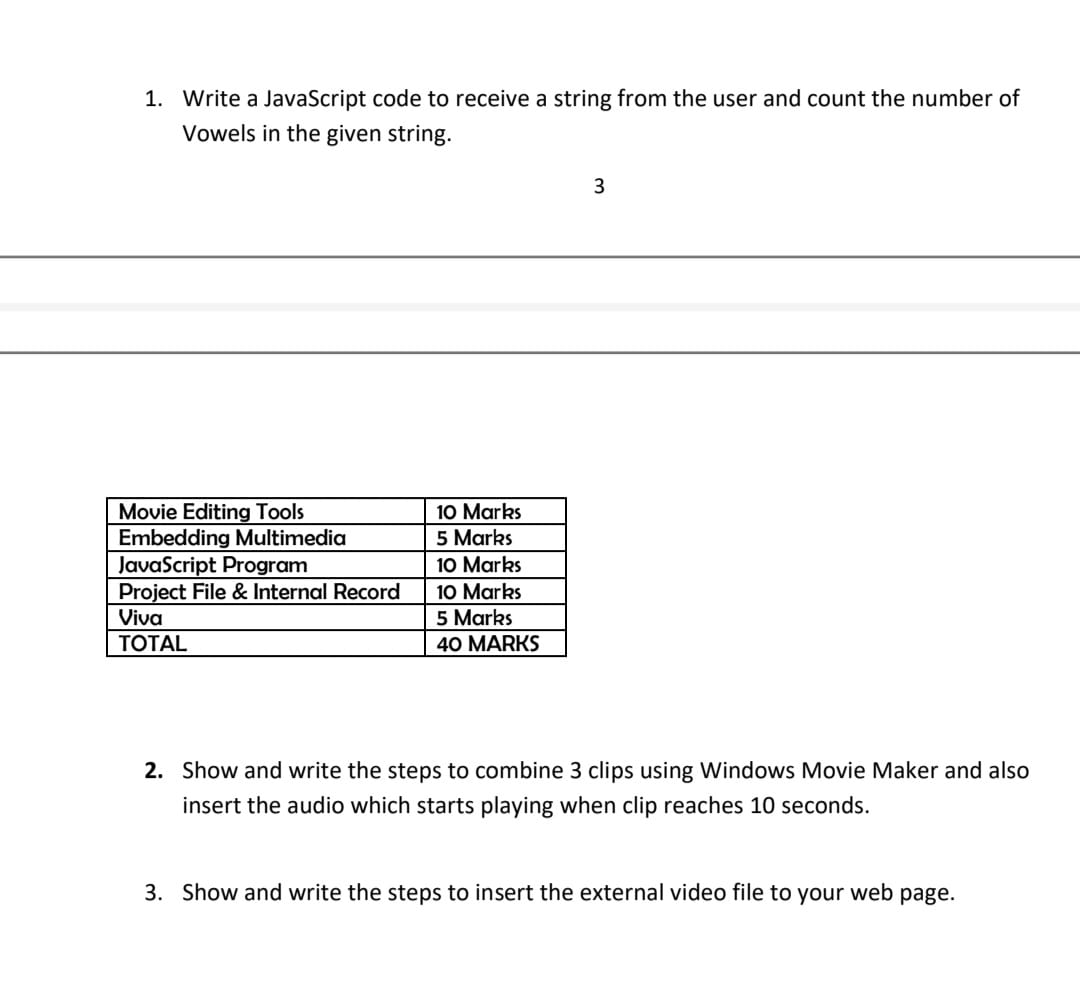 1. Write a JavaScript code to receive a string from the user and count the number of
Vowels in the given string.
3
Movie Editing Tools 10 Marks
Embedding Multimedia 5 Marks
JavaScript Program 10 Marks
Project File & Internal Record 10 Marks
Viva 5 Marks
TOTAL 40 MARKS
2. Show and write the steps to combine 3 clips using Windows Movie Maker and also
insert the audio which starts playing when clip reaches 10 seconds.
3. Show and write the steps to insert the external video file to your web page.